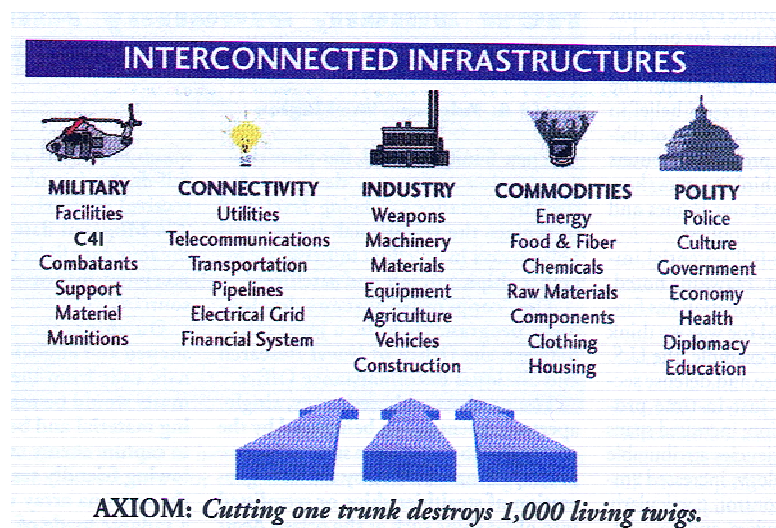 INTERCONNECTED INFRASTRUCTURES
MILITARY
Facilities
C4I
Combatants
Support
Materiel
Munitions
CONNECTIVITY
Utilities
Telecommunications
Transportation
Pipelines
Electrical Grid
Financial System
INDUSTRY
Weapons
Machinery
Materials
Equipment
Agriculture
Vehicles
Construction
COMMODITIES
Energy
Food & Fiber
Chemicals
Raw Materials
Components
Clothing
Housing
POLITY
Police
Culture
Government
Economy
Health
Diplomacy
Education
AXIOM: Cutting one trunk destroys 1,000 living twigs.